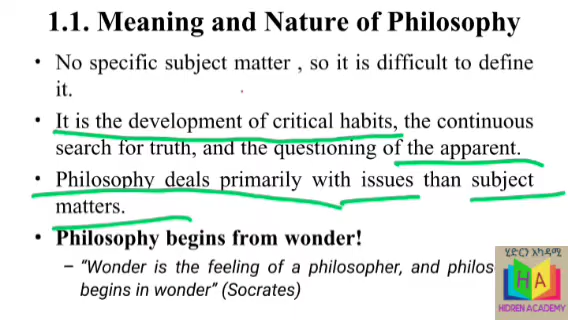 1.1. Meaning and Nature of Philosophy
• No specific subject matter , so it is difficult to define
it.
• It is the development of critical habits, the continuous
search for truth, and the questioning of the apparent.
• Philosophy deals primarily with issues than subject
matters.
• Philosophy begins from wonder!
– “Wonder is the feeling of a philosopher, and philos
begins in wonder” (Socrates)
ሂድርን አካዳሚ
HA
HIDREN ACADEMY